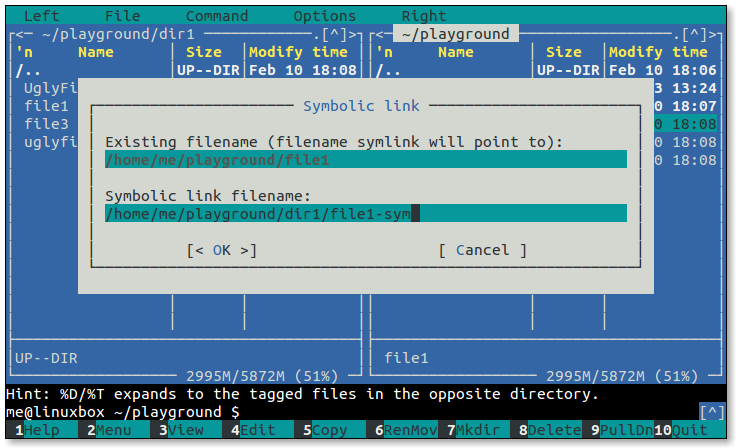 Left File Command Options Right
<─ ~/playground/dir1 ─.[^]> <─ ~/playground ─.[^]>
'n Name Size Modify time 'n Name Size Modify time
/.. UP--DIR Feb 10 18:08 /.. UP--DIR Feb 10 18:06
UglyFi 3 13:24
file1 0 18:07
file3 0 18:08
uglyfi 0 18:08
0 18:08
Symbolic link
Existing filename (filename symlink will point to):
/home/me/playground/file1
Symbolic link filename:
/home/me/playground/dir1/file1-sym
[< OK >] [ Cancel ]
UP--DIR file1
2995M/5872M (51%) 2995M/5872M (51%)
Hint: %D/%T expands to the tagged files in the opposite directory.
me@linuxbox ~/playground $ [^]
1Help 2Menu 3View 4Edit 5Copy 6RenMov 7Mkdir 8Delete 9PullDn 10Quit